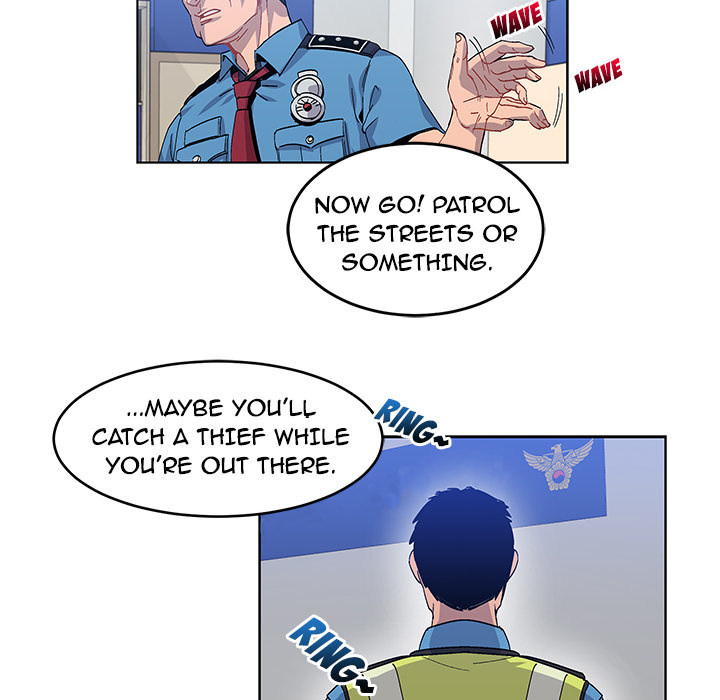 WAVE
WAVE
NOW GO! PATROL
THE STREETS OR
SOMETHING.
...MAYBE YOU'LL
CATCH A THIEF WHILE
YOU'RE OUT THERE.
RING~
RING~